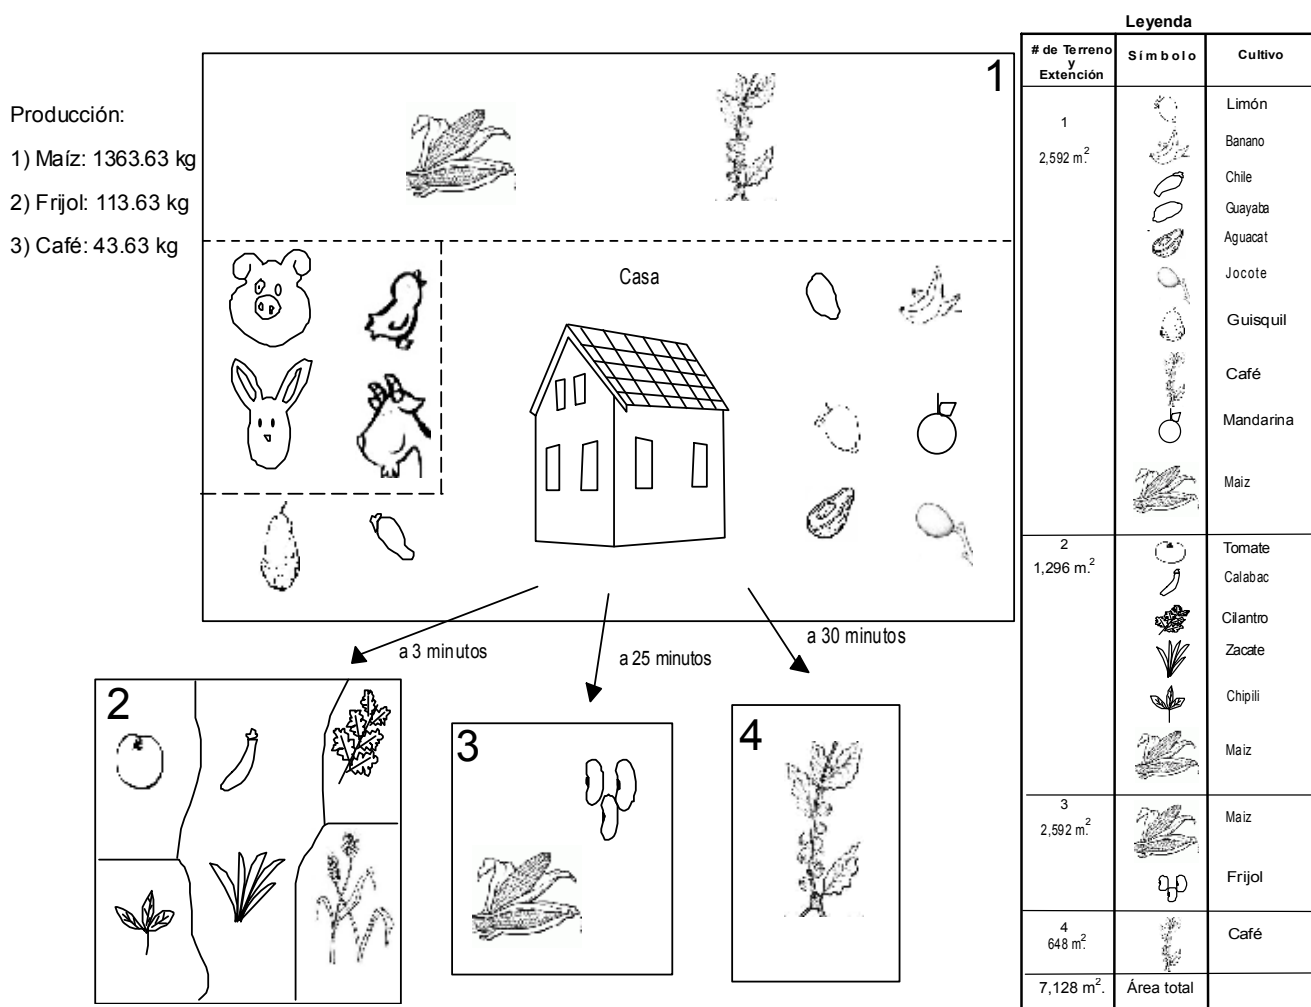 Producción:
1) Maíz: 1363.63 kg
2) Frijol: 113.63 kg
3) Café: 43.63 kg
1
Casa
a 3 minutos
a 25 minutos
a 30 minutos
2
3
4
Leyenda
# de Terreno y Extención
Símbolo
Cultivo
1
2,592 m.²
Limón
Banano
Chile
Guayaba
Aguacat
Jocote
Guisquil
Café
Mandarina
Maiz
2
1,296 m.²
Tomate
Calabac
Cilantro
Zacate
Chipili
Maiz
3
2,592 m.²
Maiz
Frijol
4
648 m.²
Café
7,128 m².
Área total